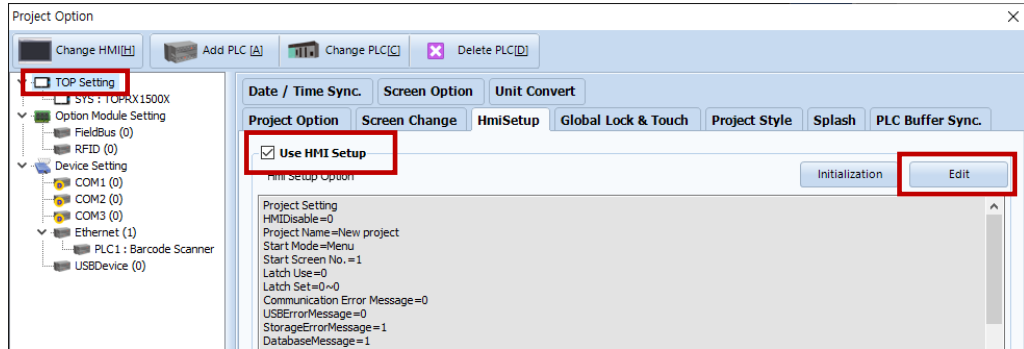 Project Option
Change HMI[H] Add PLC [A] Change PLC[C] Delete PLC[D]
TOP Setting
SYS : TOPRX1500X
Option Module Setting
FieldBus (0)
RFID (0)
Device Setting
COM1 (0)
COM2 (0)
COM3 (0)
Ethernet (1)
PLC1 : Barcode Scanner
USBDevice (0)
Date / Time Sync. Screen Option Unit Convert
Project Option Screen Change HmiSetup Global Lock & Touch Project Style Splash PLC Buffer Sync.
Use HMI Setup
Hmi Setup Option Initialization Edit
Project Setting
HMIDisable=0
Project Name=New project
Start Mode=Menu
Start Screen No.=1
Latch Use=0
Latch Set=0~0
Communication Error Message=0
USBErrorMessage=0
StorageErrorMessage=1
DatabaseMessage=1